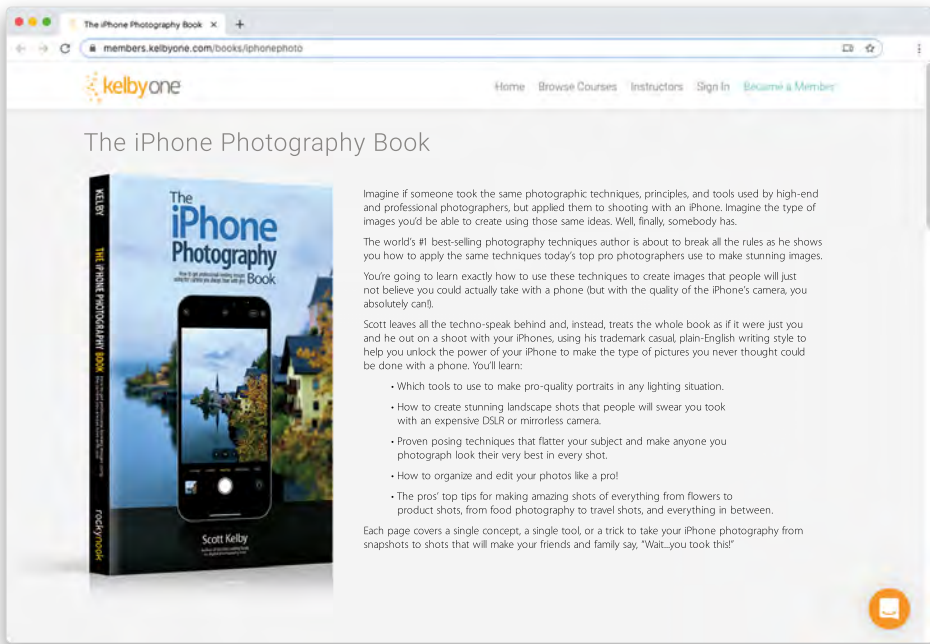 The iPhone Photography Book
members.kelbyone.com/books/iphonephoto
kelbyone
Home Browse Courses Instructors Sign In Become a Member
The iPhone Photography Book
KELBY
THE iPHONE PHOTOGRAPHY BOOK
rockynook
The
iPhone
Photography
Book
Scott Kelby
Imagine if someone took the same photographic techniques, principles, and tools used by high-end
and professional photographers, but applied them to shooting with an iPhone. Imagine the type of
images you'd be able to create using those same ideas. Well, finally, somebody has.
The world's #1 best-selling photography techniques author is about to break all the rules as he shows
you how to apply the same techniques today's top pro photographers use to make stunning images.
You're going to learn exactly how to use these techniques to create images that people will just
not believe you could actually take with a phone (but with the quality of the iPhone's camera, you
absolutely can!).
Scott leaves all the techno-speak behind and, instead, treats the whole book as if it were just you
and he out on a shoot with your iPhones, using his trademark casual, plain-English writing style to
help you unlock the power of your iPhone to make the type of pictures you never thought could
be done with a phone. You'll learn:
• Which tools to use to make pro-quality portraits in any lighting situation.
• How to create stunning landscape shots that people will swear you took
with an expensive DSLR or mirrorless camera.
• Proven posing techniques that flatter your subject and make anyone you
photograph look their very best in every shot.
• How to organize and edit your photos like a pro!
• The pros' top tips for making amazing shots of everything from flowers to
product shots, from food photography to travel shots, and everything in between.
Each page covers a single concept, a single tool, or a trick to take your iPhone photography from
snapshots to shots that will make your friends and family say, "Wait...you took this!"